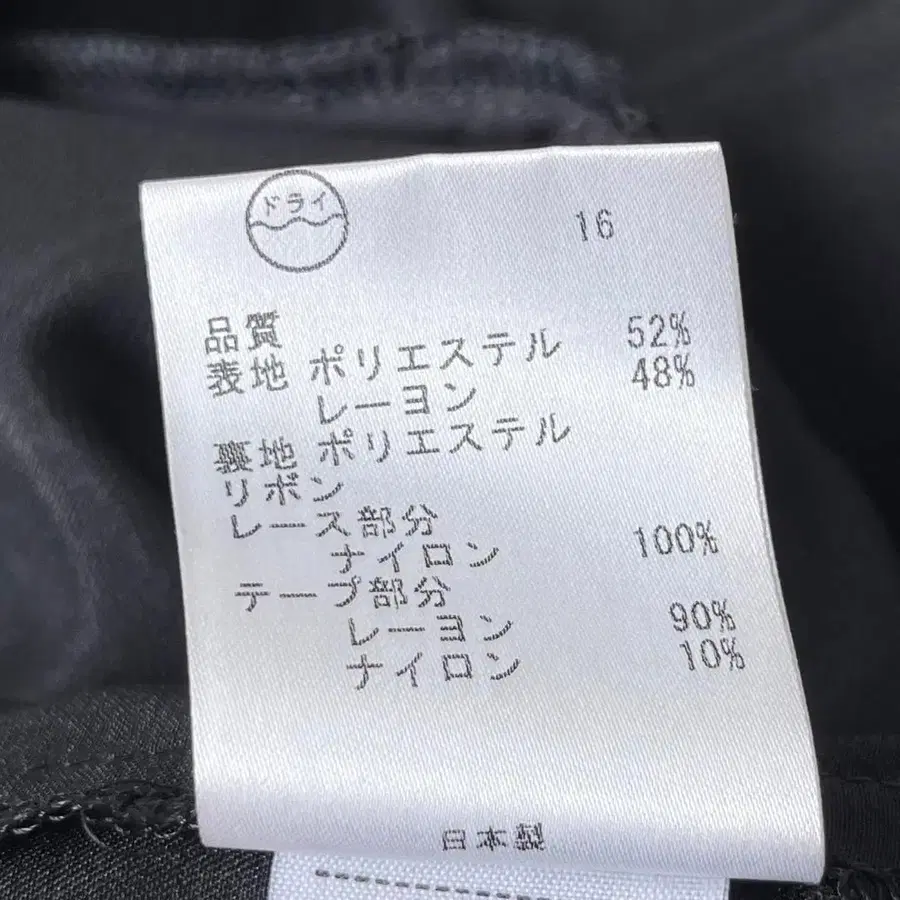 ドライ
16
品質
表地 ポリエステル 52%
レーヨン 48%
裏地 ポリエステル
リボン
レース部分
ナイロン 100%
テープ部分
レーヨン 90%
ナイロン 10%
日本製